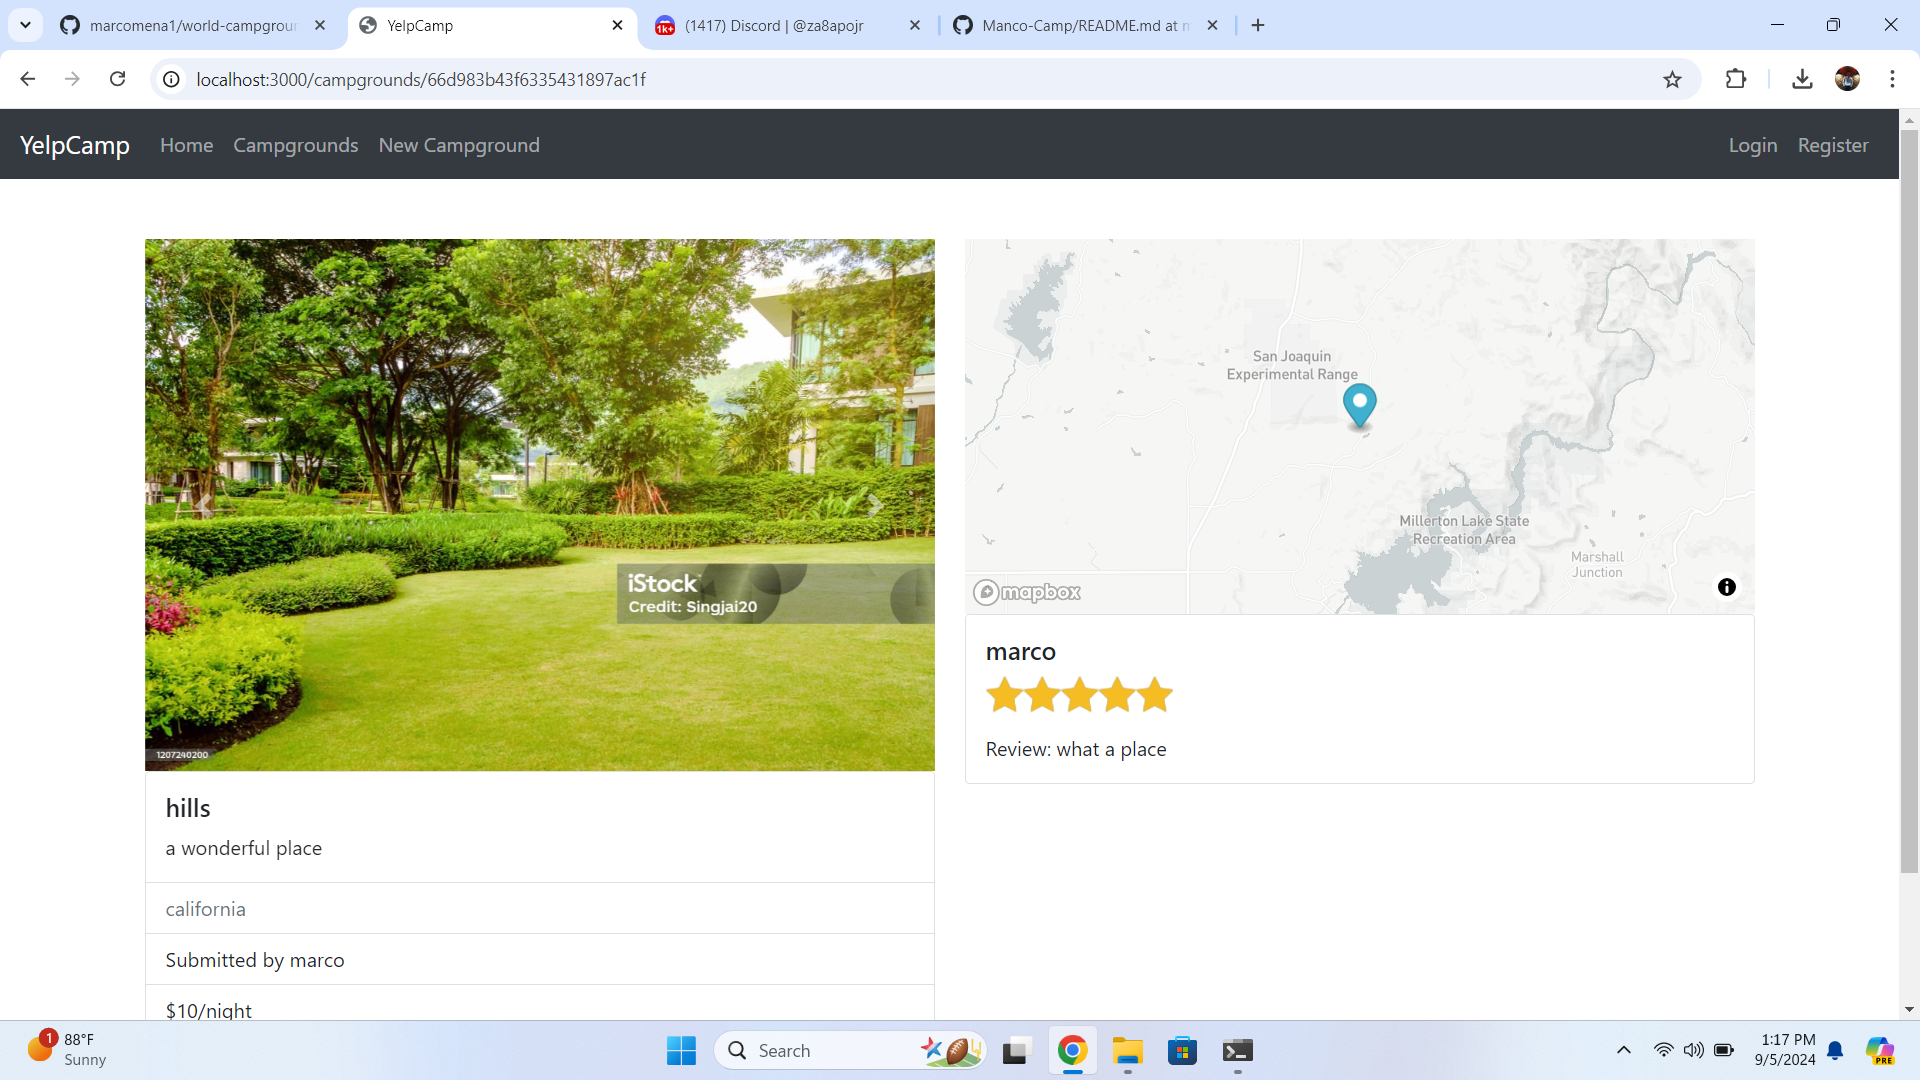 marcomena1/world-campgrour
YelpCamp
(1417) Discord | @za8apojr
Manco-Camp/README.md at m
1k+
localhost:3000/campgrounds/66d983b43f6335431897ac1f
YelpCamp
Home
Campgrounds
New Campground
Login
Register
iStock
Credit: Singjai20
1207240200
San Joaquin
Experimental Range
Millerton Lake State
Recreation Area
Marshall
Junction
mapbox
marco
Review: what a place
hills
a wonderful place
california
Submitted by marco
$10/night
1
88°F
Sunny
Search
1:17 PM
9/5/2024
PRE